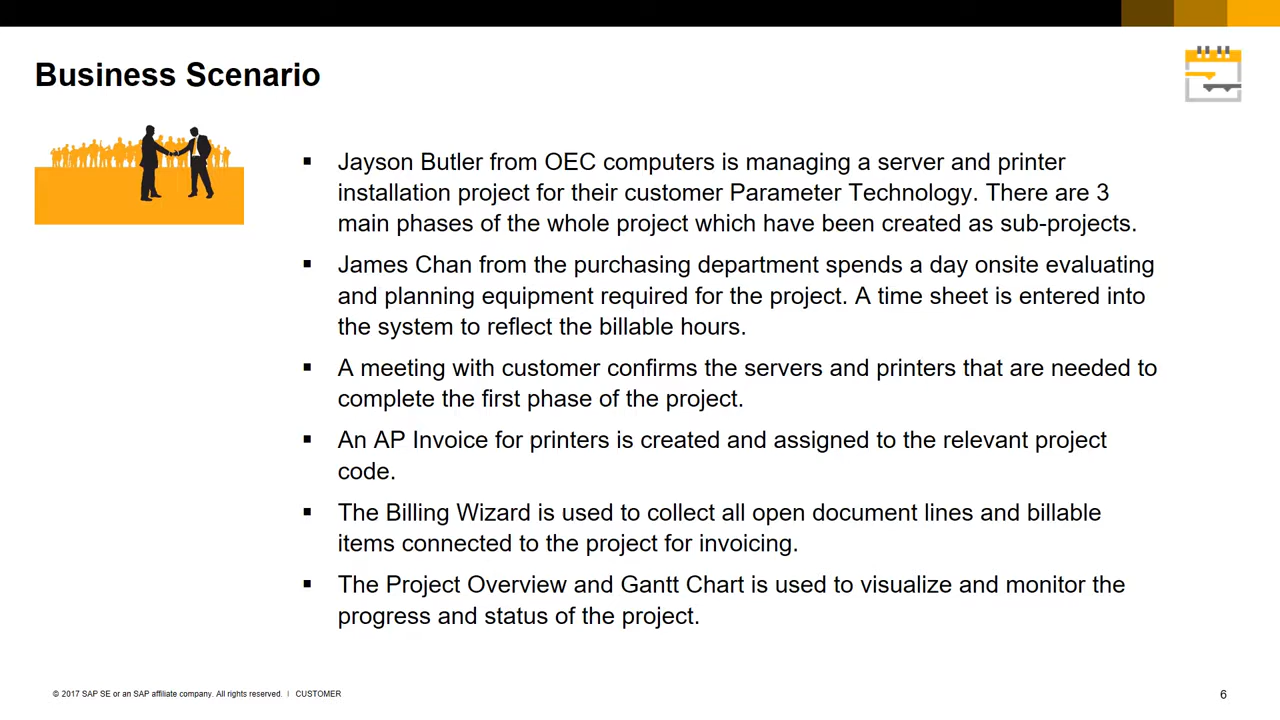 Business Scenario
▪ Jayson Butler from OEC computers is managing a server and printer
installation project for their customer Parameter Technology. There are 3
main phases of the whole project which have been created as sub-projects.
▪ James Chan from the purchasing department spends a day onsite evaluating
and planning equipment required for the project. A time sheet is entered into
the system to reflect the billable hours.
▪ A meeting with customer confirms the servers and printers that are needed to
complete the first phase of the project.
▪ An AP Invoice for printers is created and assigned to the relevant project
code.
▪ The Billing Wizard is used to collect all open document lines and billable
items connected to the project for invoicing.
▪ The Project Overview and Gantt Chart is used to visualize and monitor the
progress and status of the project.
© 2017 SAP SE or an SAP affiliate company. All rights reserved. | CUSTOMER
6